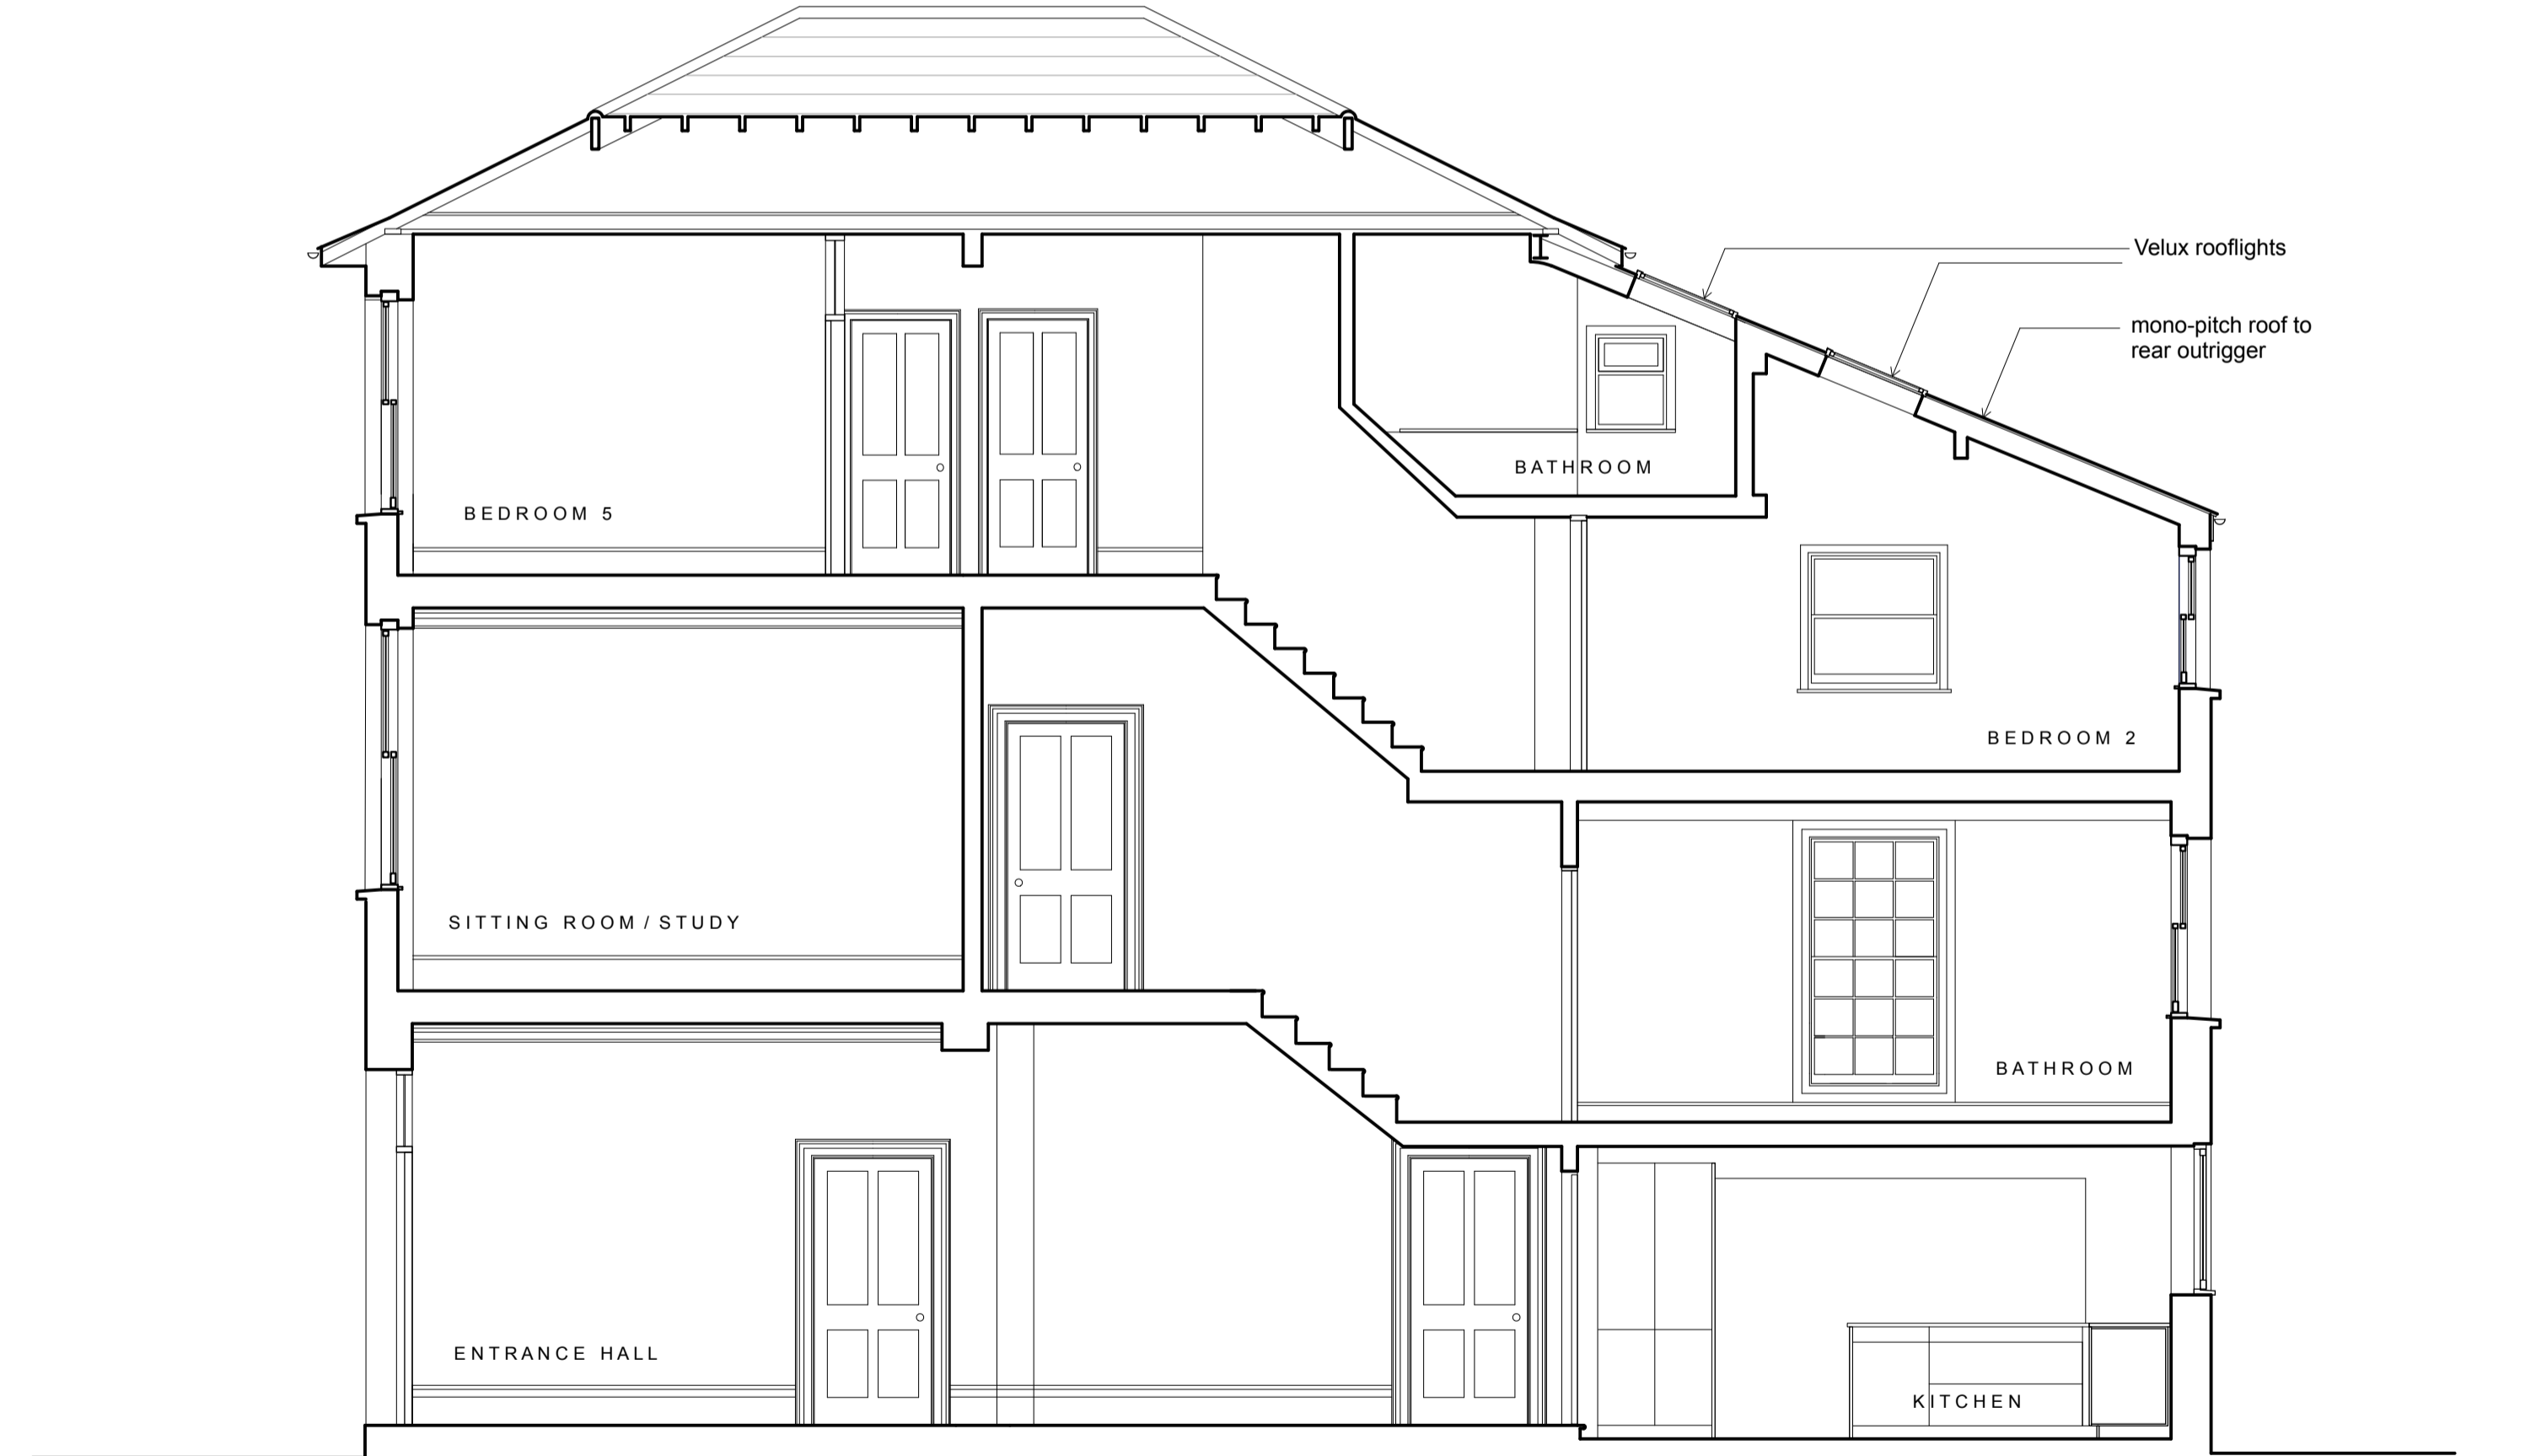 Velux rooflights
mono-pitch roof to
rear outrigger
BATHROOM
BEDROOM 5
BEDROOM 2
SITTING ROOM / STUDY
BATHROOM
ENTRANCE HALL
KITCHEN